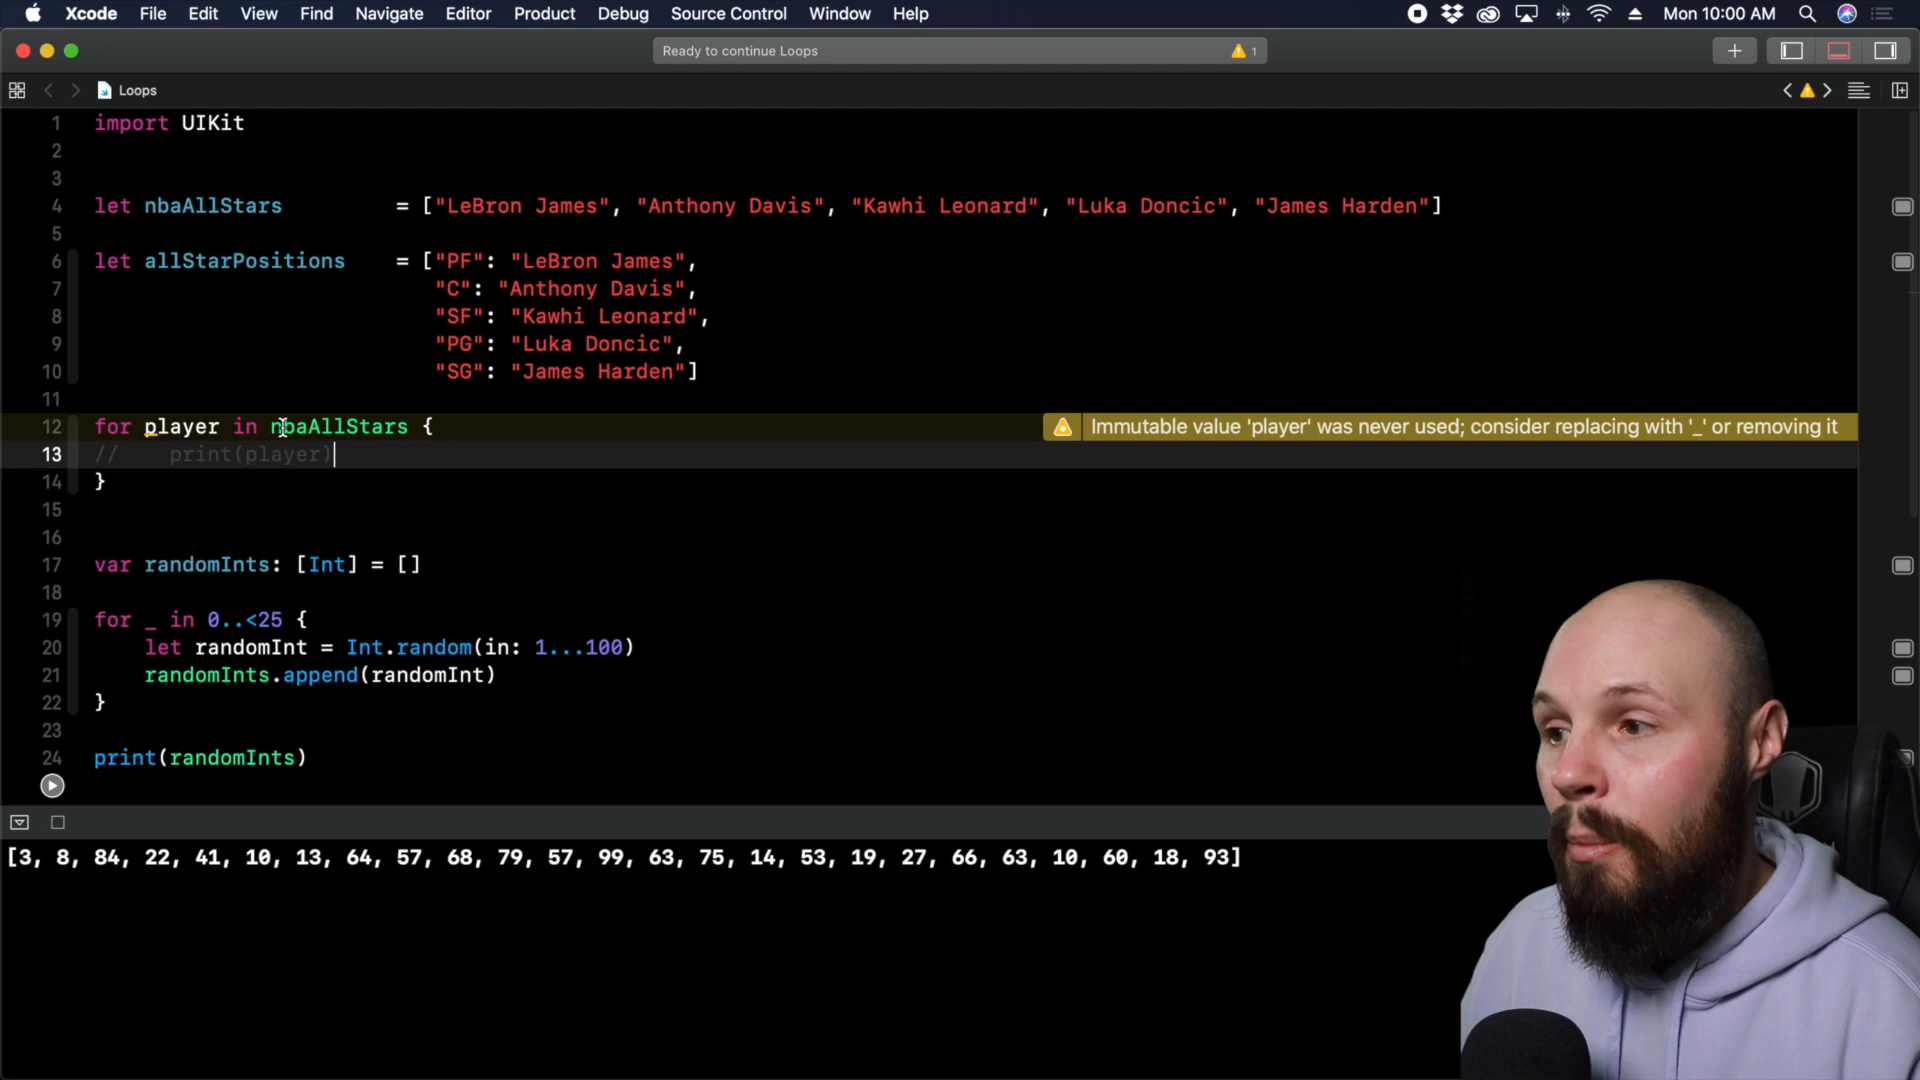 Xcode File Edit View Find Navigate Editor Product Debug Source Control Window Help Mon 10:00 AM
Ready to continue Loops 1
Loops
1 import UIKit
2
3
4 let nbaAllStars = ["LeBron James", "Anthony Davis", "Kawhi Leonard", "Luka Doncic", "James Harden"]
5
6 let allStarPositions = ["PF": "LeBron James",
7 "C": "Anthony Davis",
8 "SF": "Kawhi Leonard",
9 "PG": "Luka Doncic",
10 "SG": "James Harden"]
11
12 for player in nbaAllStars { Immutable value 'player' was never used; consider replacing with '_' or removing it
13 // print(player)
14 }
15
16
17 var randomInts: [Int] = []
18
19 for _ in 0..<25 {
20 let randomInt = Int.random(in: 1...100)
21 randomInts.append(randomInt)
22 }
23
24 print(randomInts)
[3, 8, 84, 22, 41, 10, 13, 64, 57, 68, 79, 57, 99, 63, 75, 14, 53, 19, 27, 66, 63, 10, 60, 18, 93]